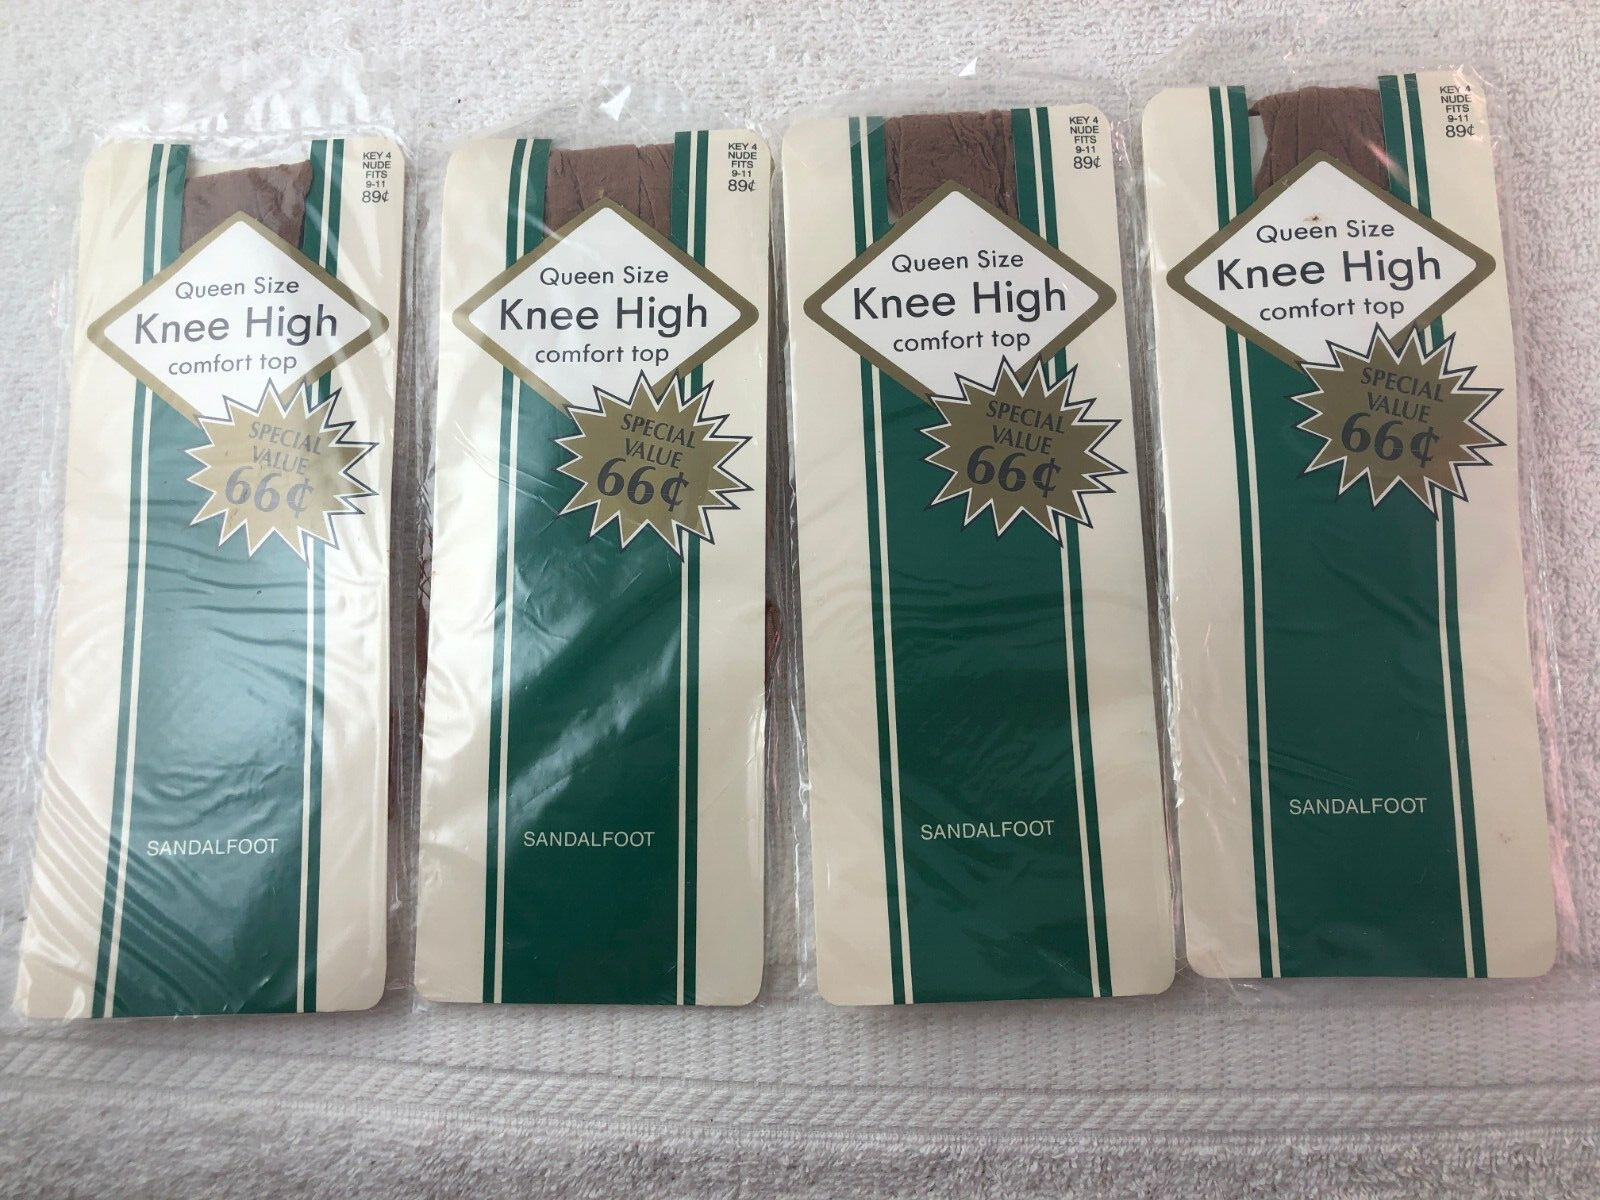 KEY 4
NUDE
FITS
9-11
89¢
Queen Size
Knee High
comfort top
SPECIAL
VALUE
66¢
SANDALFOOT
KEY 4
NUDE
FITS
9-11
89¢
Queen Size
Knee High
comfort top
SPECIAL
VALUE
66¢
SANDALFOOT
KEY 4
NUDE
FITS
9-11
89¢
Queen Size
Knee High
comfort top
SPECIAL
VALUE
66¢
SANDALFOOT
KEY 4
NUDE
FITS
9-11
89¢
Queen Size
Knee High
comfort top
SPECIAL
VALUE
66¢
SANDALFOOT